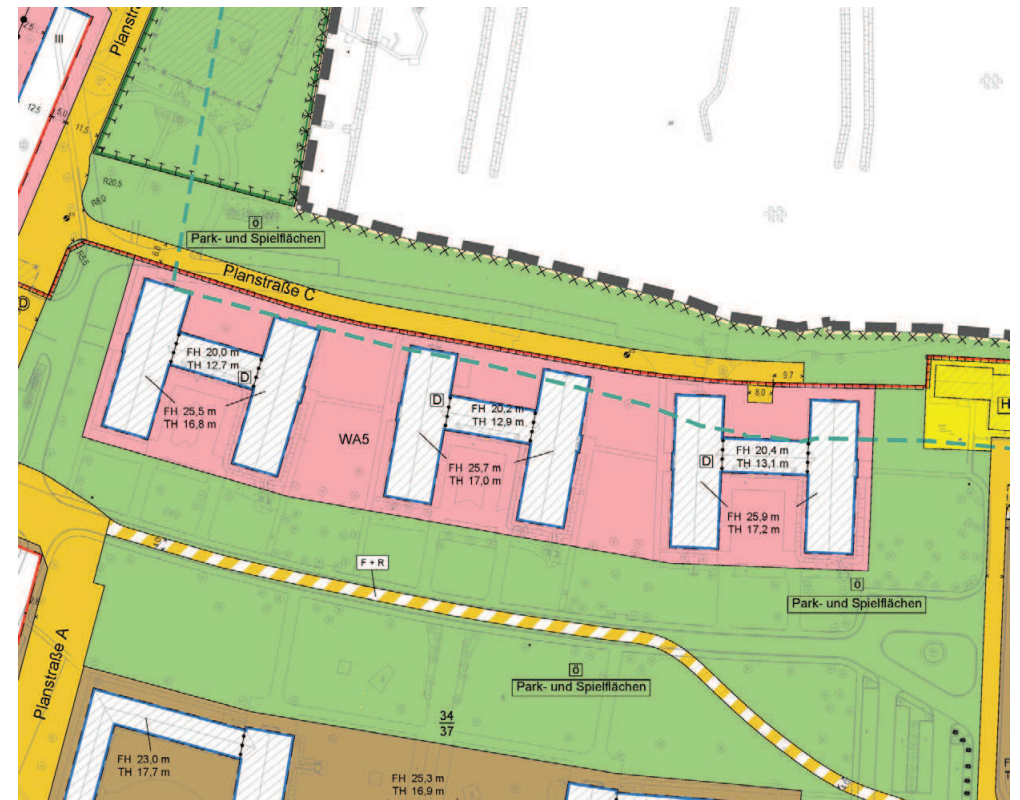 Planstra
III
12,5
5,0
11,5
R20,5
R8,0
ö
Park- und Spielflächen
6,0
Planstraße C
D
FH 20,0 m
TH 12,7 m
D
FH 25,5 m
TH 16,8 m
WA5
D
FH 20,2 m
TH 12,9 m
FH 25,7 m
TH 17,0 m
9,7
8,0
D
FH 20,4 m
TH 13,1 m
FH 25,9 m
TH 17,2 m
H
F + R
ö
Park- und Spielflächen
ö
Park- und Spielflächen
Planstraße A
34
37
FH 23,0 m
TH 17,7 m
FH 25,3 m
TH 16,9 m